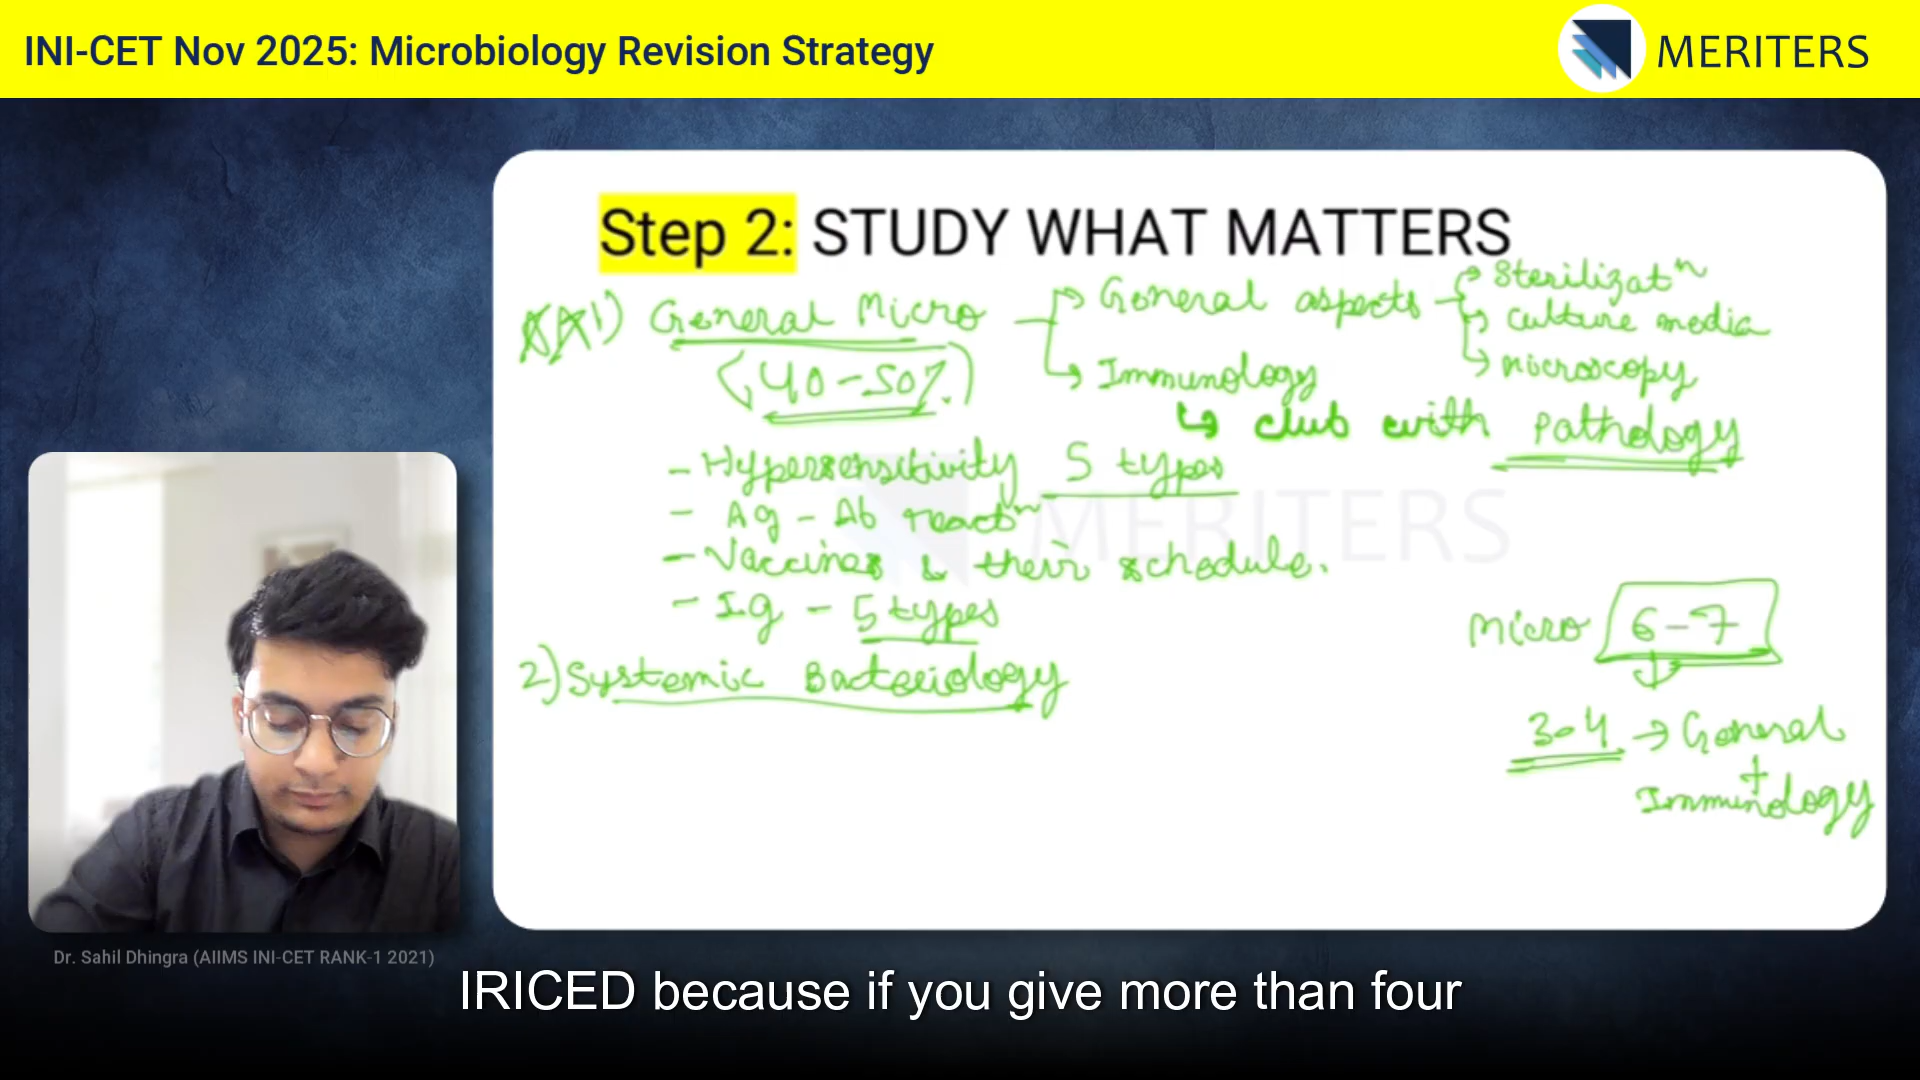 INI-CET Nov 2025: Microbiology Revision Strategy
MERITERS
Step 2: STUDY WHAT MATTERS
1) General Micro
(40-50%)
General aspects
Sterilizatn
culture media
microscopy
Immunology
club with Pathology
- Hypersensitivity 5 types
- Ag - Ab reactn
- Vaccines & their schedule.
- Ig - 5 types
2) Systemic Bacteriology
Micro 6-7
3-4 → General
+
Immunology
MERITERS
Dr. Sahil Dhingra (AIIMS INI-CET RANK-1 2021)
IRICED because if you give more than four